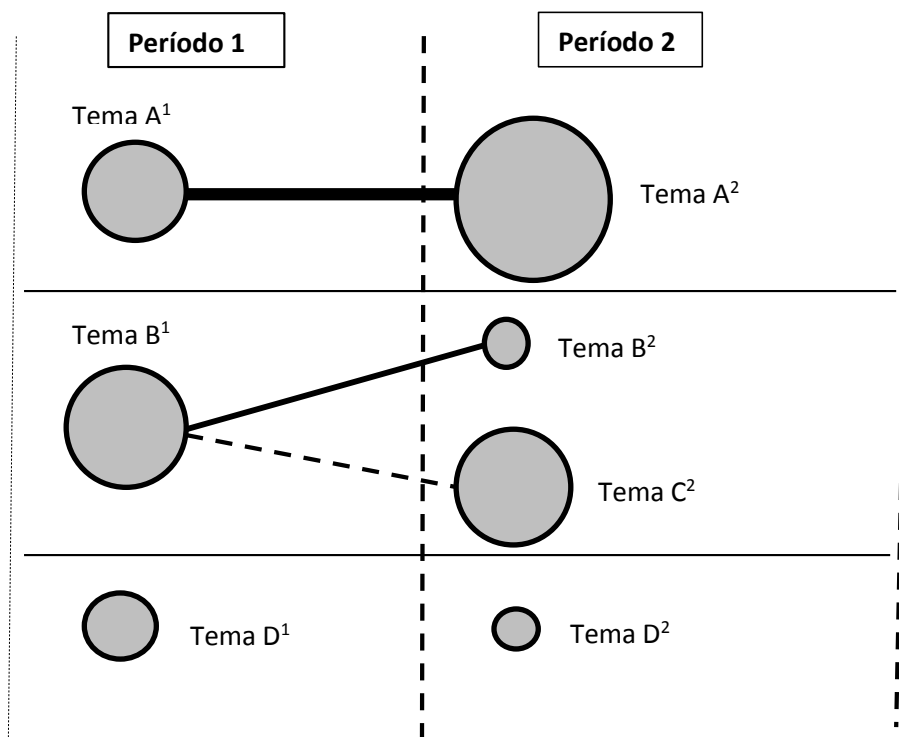 Período 1
Período 2
Tema A¹
Tema A²
Tema B¹
Tema B²
Tema C²
Tema D¹
Tema D²